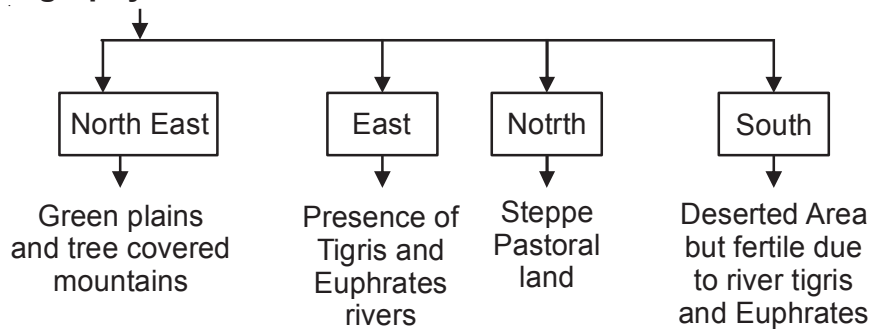 North East
East
Notrth
South
Green plains
and tree covered
mountains
Presence of
Tigris and
Euphrates
rivers
Steppe
Pastoral
land
Deserted Area
but fertile due
to river tigris
and Euphrates